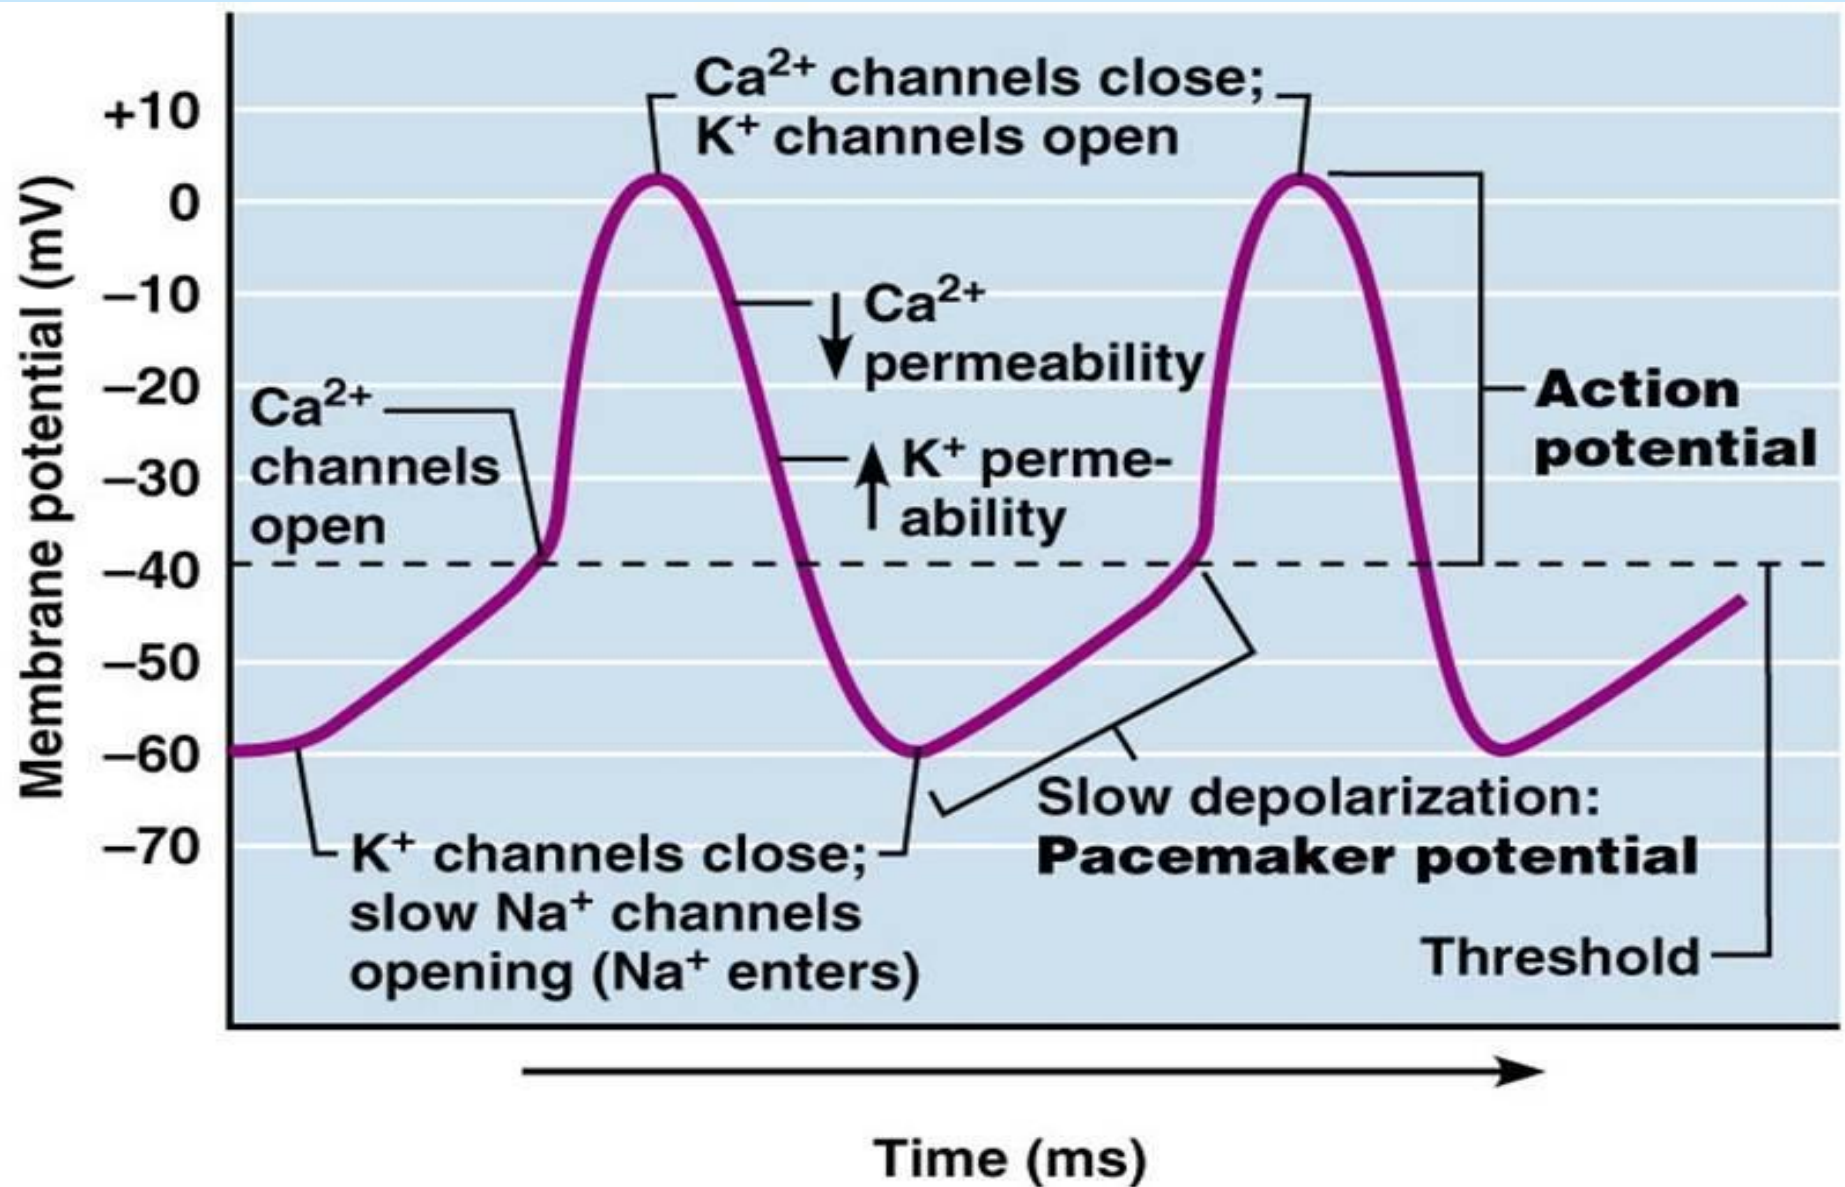 Ca²⁺ channels close;
K⁺ channels open
+10
0
–10
–20
–30
–40
–50
–60
–70
Membrane potential (mV)
Ca²⁺
channels
open
↓ Ca²⁺
permeability
↑ K⁺ perme-
ability
Action
potential
Slow depolarization:
Pacemaker potential
K⁺ channels close;
slow Na⁺ channels
opening (Na⁺ enters)
Threshold
Time (ms)